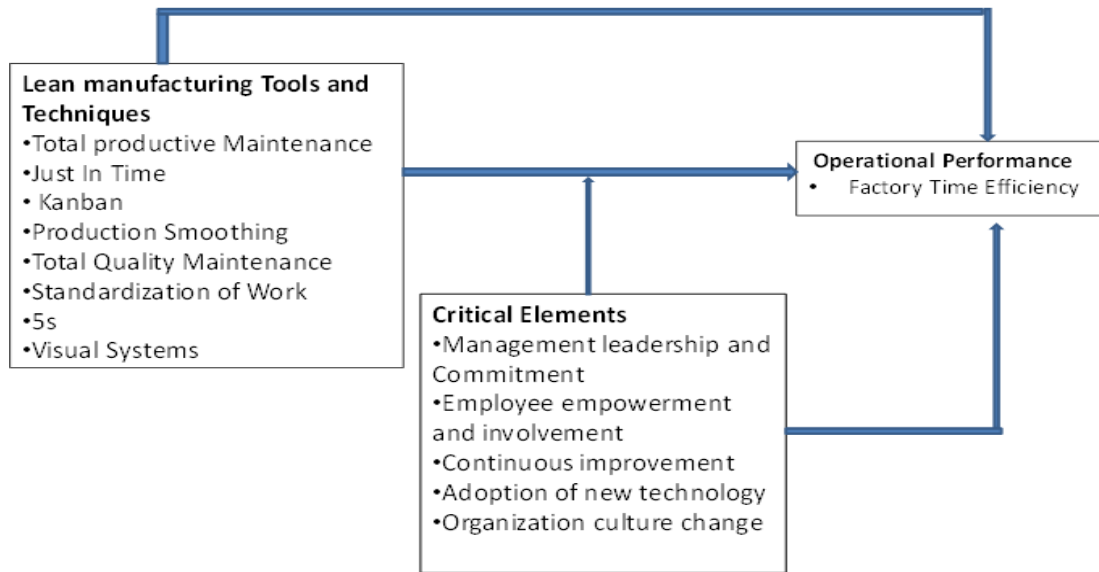 Lean manufacturing Tools and
Techniques
•Total productive Maintenance
•Just In Time
• Kanban
•Production Smoothing
•Total Quality Maintenance
•Standardization of Work
•5s
•Visual Systems
Operational Performance
• Factory Time Efficiency
Critical Elements
•Management leadership and
Commitment
•Employee empowerment
and involvement
•Continuous improvement
•Adoption of new technology
•Organization culture change